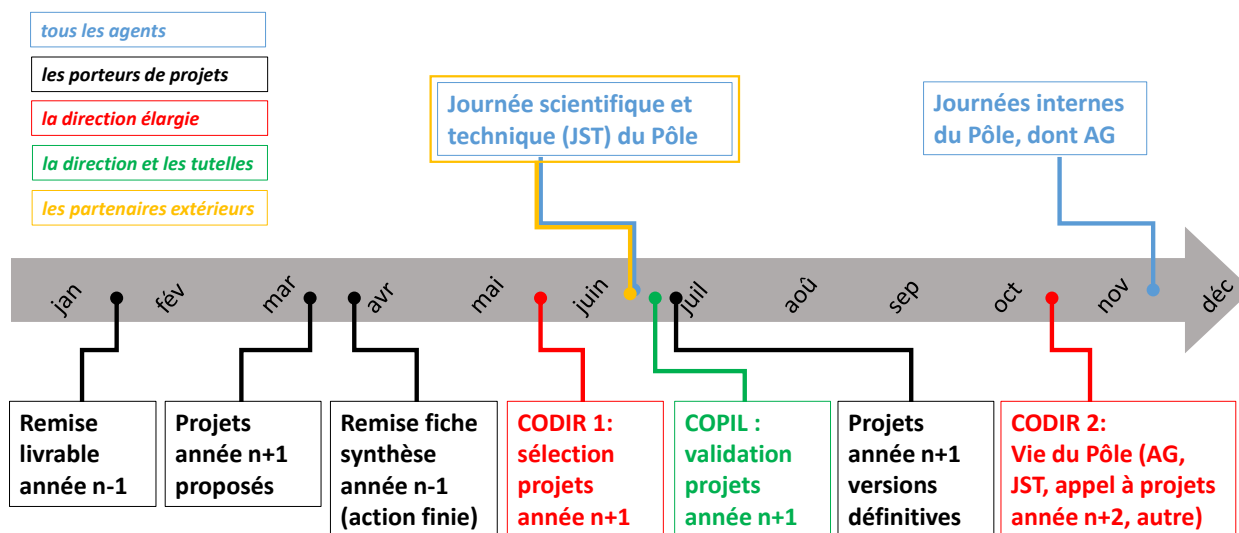 tous les agents
les porteurs de projets
la direction élargie
la direction et les tutelles
les partenaires extérieurs
Journée scientifique et
technique (JST) du Pôle
Journées internes
du Pôle, dont AG
jan
fév
mar
avr
mai
juin
juil
aoû
sep
oct
nov
déc
Remise
livrable
année n-1
Projets
année n+1
proposés
Remise fiche
synthèse
année n-1
(action finie)
CODIR 1:
sélection
projets
année n+1
COPIL :
validation
projets
année n+1
Projets
année n+1
versions
définitives
CODIR 2:
Vie du Pôle (AG,
JST, appel à projets
année n+2, autre)